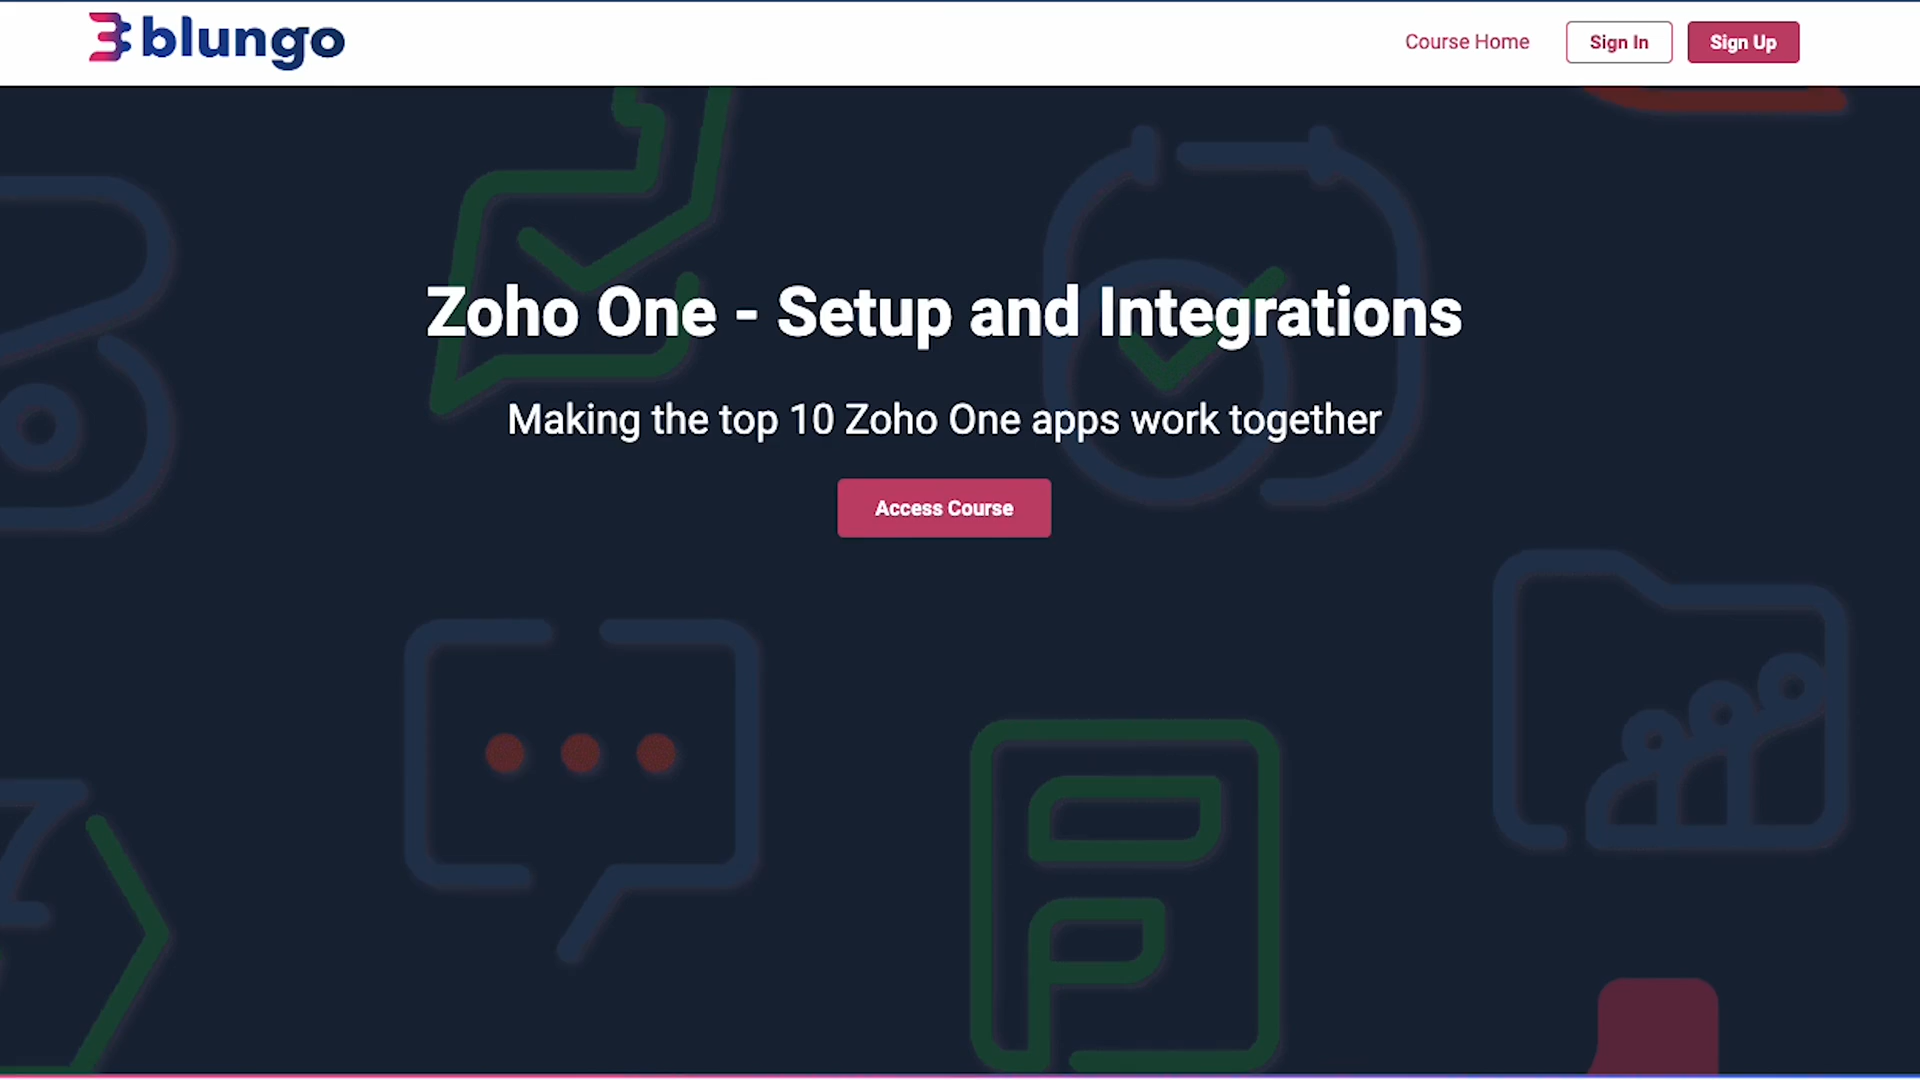 blungo
Course Home
Sign In
Sign Up
Zoho One - Setup and Integrations
Making the top 10 Zoho One apps work together
Access Course